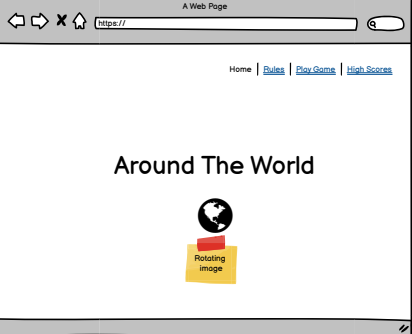 A Web Page
https://
Home | Rules | Play Game | High Scores
Around The World
Rotating
image